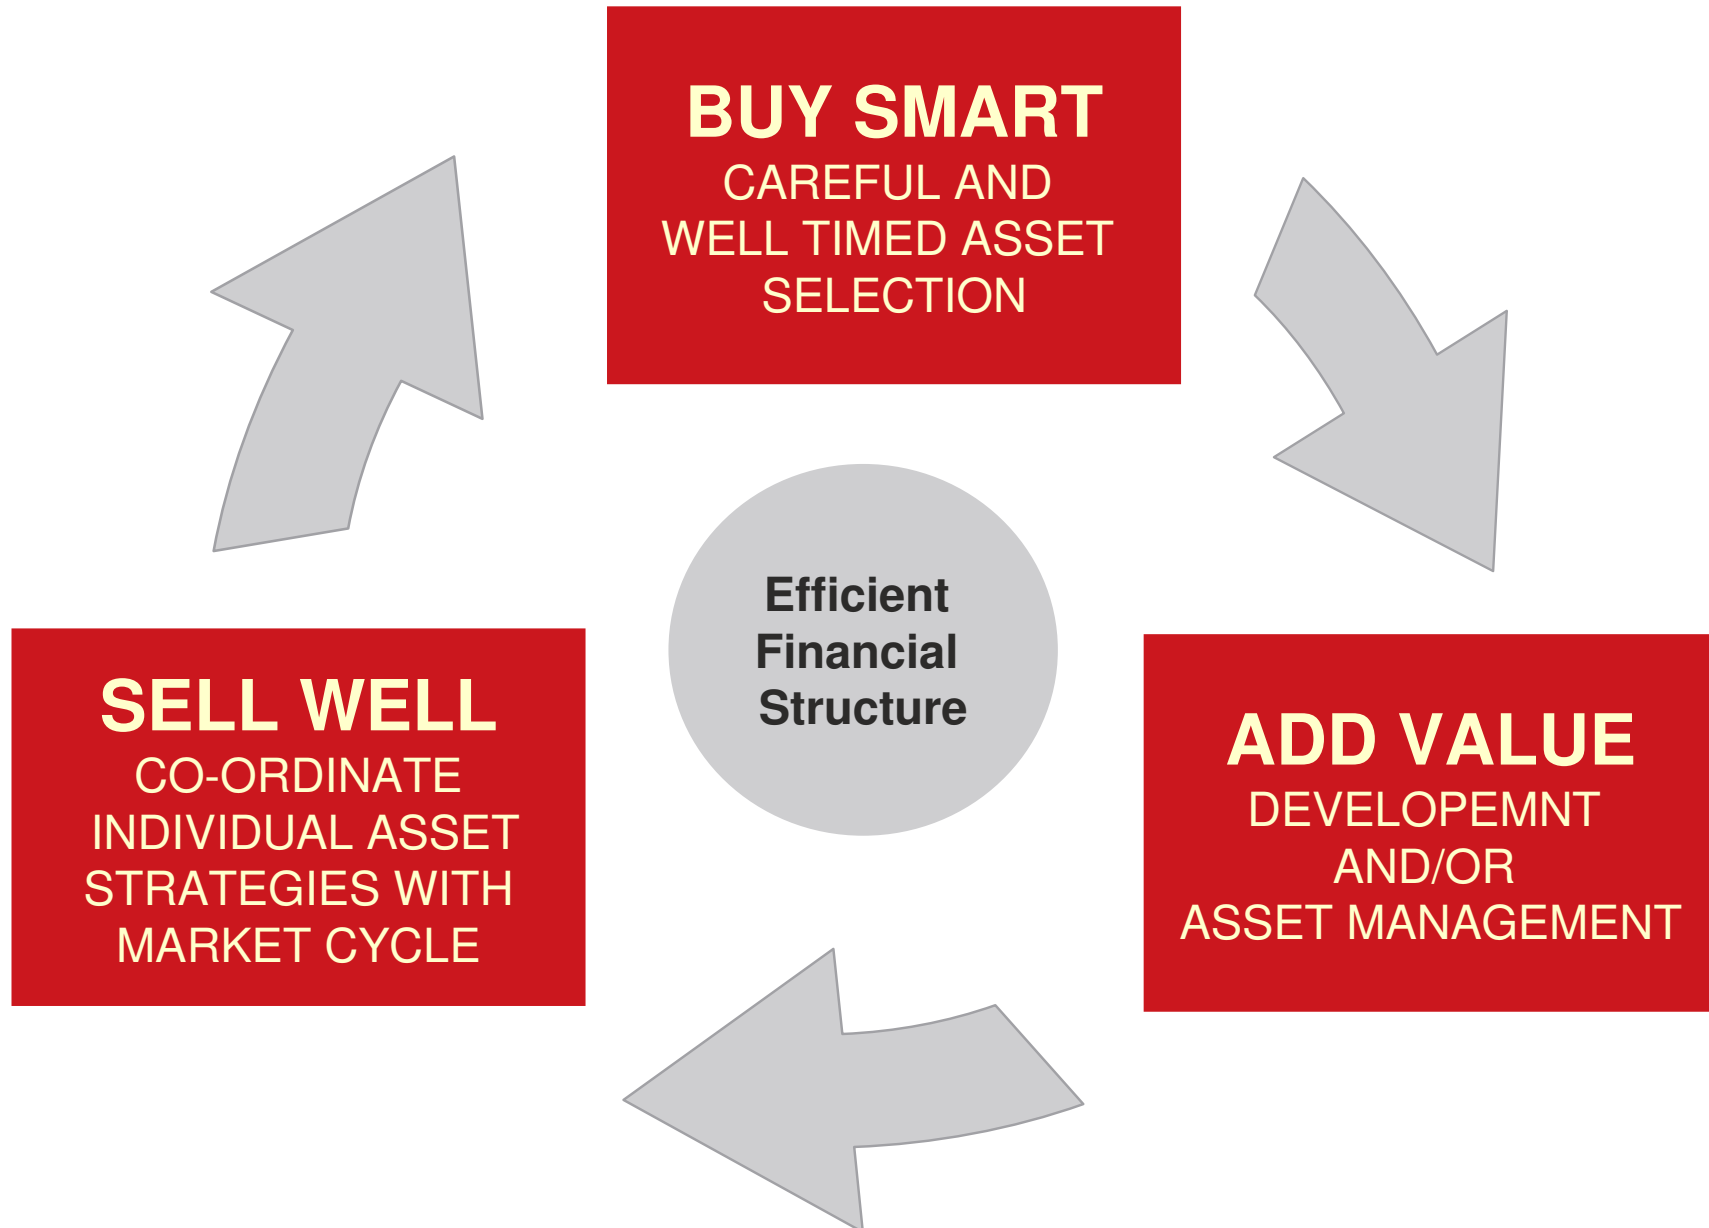 BUY SMART
CAREFUL AND
WELL TIMED ASSET
SELECTION
Efficient
Financial
Structure
SELL WELL
CO-ORDINATE
INDIVIDUAL ASSET
STRATEGIES WITH
MARKET CYCLE
ADD VALUE
DEVELOPEMNT
AND/OR
ASSET MANAGEMENT